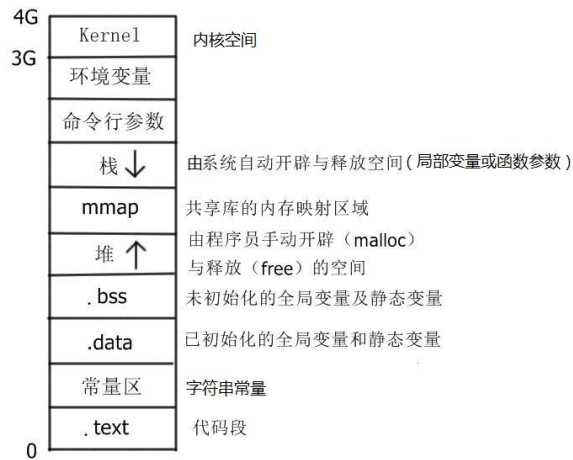 4G
Kernel
内核空间
3G
环境变量
命令行参数
栈
由系统自动开辟与释放空间(局部变量或函数参数)
mmap
共享库的内存映射区域
堆
由程序员手动开辟（malloc）
与释放（free）的空间
.bss
未初始化的全局变量及静态变量
.data
已初始化的全局变量和静态变量
常量区
字符串常量
.text
代码段
0